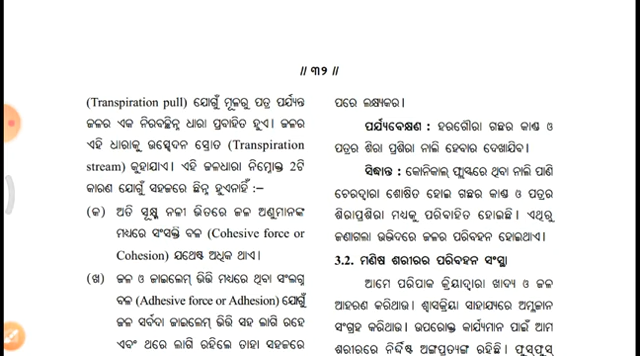 // ୩୨ //
(Transpiration pull) ଯୋଗୁଁ ମୂଳରୁ ପତ୍ର ପର୍ଯ୍ୟନ୍ତ
ଜଳର ଏକ ନିରବଚ୍ଛିନ୍ନ ଧାରା ପ୍ରବାହିତ ହୁଏ। ଜଳର
ଏହି ଧାରାକୁ ଉତ୍ସ୍ୱେଦନ ସ୍ରୋତ (Transpiration
stream) କୁହାଯାଏ। ଏହି ଜଳଧାରା ନିମ୍ନୋକ୍ତ 2ଟି
କାରଣ ଯୋଗୁଁ ସହଜରେ ଛିନ୍ନ ହୁଏନାହିଁ :–
(କ) ଅତି ସୂକ୍ଷ୍ମ ନଳୀ ଭିତରେ ଜଳ ଅଣୁମାନଙ୍କ
ମଧ୍ୟରେ ସଂସକ୍ତି ବଳ (Cohesive force or
Cohesion) ଯଥେଷ୍ଟ ଅଧିକ ଥାଏ।
(ଖ) ଜଳ ଓ ଜାଇଲେମ୍ ଭିତ୍ତି ମଧ୍ୟରେ ଥିବା ସଂଲଗ୍ନ
ବଳ (Adhesive force or Adhesion) ଯୋଗୁଁ
ଜଳ ସର୍ବଦା ଜାଇଲେମ୍ ଭିତ୍ତି ସହ ଲାଗି ରହେ
ଏବଂ ଥରେ ଲାଗି ରହିଲେ ତାହା ସହଜରେ
ପରେ ଲକ୍ଷ୍ୟକର।
ପର୍ଯ୍ୟବେକ୍ଷଣ : ହରଗୌରା ଗଛର କାଣ୍ଡ ଓ
ପତ୍ରର ଶିରା ପ୍ରଶିରା ନାଲି ହେବାର ଦେଖାଯିବ।
ସିଦ୍ଧାନ୍ତ : କୋନିକାଲ୍ ଫ୍ଲାସ୍କରେ ଥିବା ନାଲି ପାଣି
ଚେରଦ୍ୱାରା ଶୋଷିତ ହୋଇ ଗଛର କାଣ୍ଡ ଓ ପତ୍ରର
ଶିରାପ୍ରଶିରା ମଧ୍ୟକୁ ପରିବାହିତ ହୋଇଛି। ଏଥିରୁ
ଜଣାଗଲା ଉଦ୍ଭିଦରେ ଜଳର ପରିବହନ ହୋଇଥାଏ।
3.2. ମଣିଷ ଶରୀରର ପରିବହନ ସଂସ୍ଥା
ଆମେ ପରିପାକ କ୍ରିୟାଦ୍ୱାରା ଖାଦ୍ୟ ଓ ଜଳ
ଆହରଣ କରିଥାଉ। ଶ୍ୱାସକ୍ରିୟା ସାହାଯ୍ୟରେ ଅମ୍ଳଜାନ
ସଂଗ୍ରହ କରିଥାଉ। ଉପରୋକ୍ତ କାର୍ଯ୍ୟମାନ ପାଇଁ ଆମ
ଶରୀରରେ ନିର୍ଦ୍ଦିଷ୍ଟ ଅଙ୍ଗପ୍ରତ୍ୟଙ୍ଗ ରହିଛି। ଫୁସ୍‌ଫୁସ୍